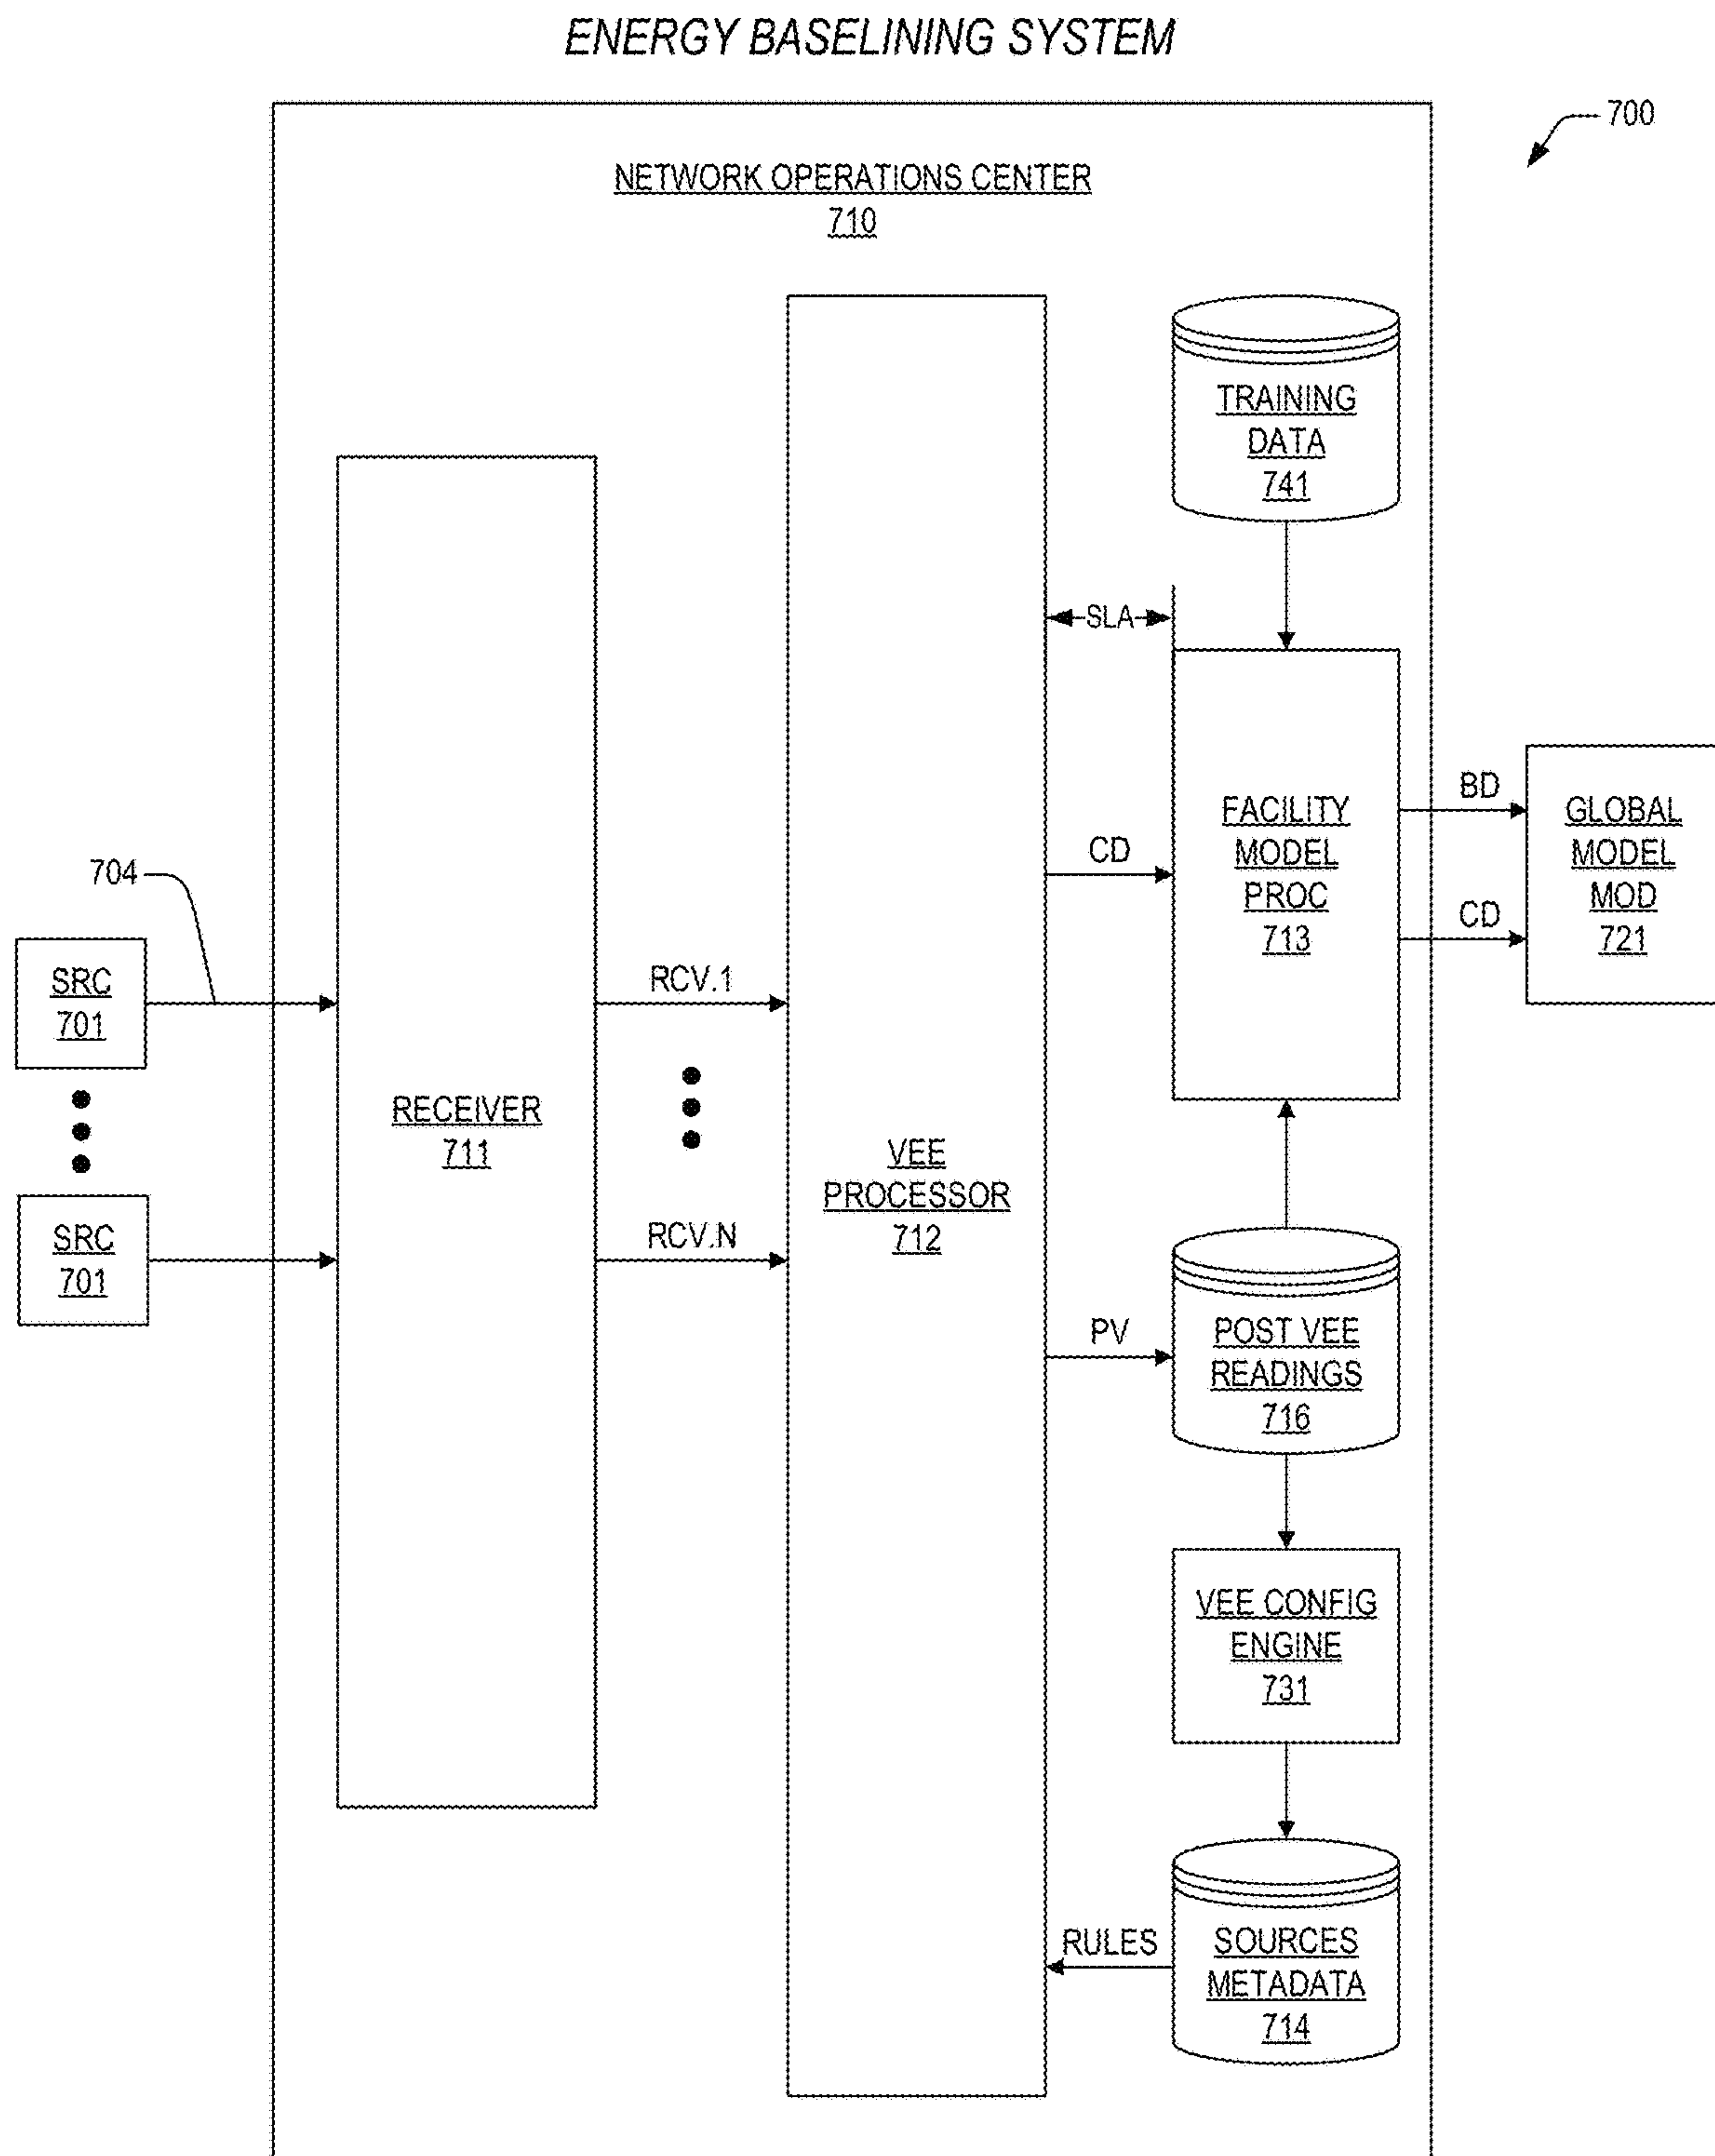 ENERGY BASELINING SYSTEM
700
NETWORK OPERATIONS CENTER
710
TRAINING
DATA
741
SLA
BD
CD
FACILITY
MODEL
PROC
713
GLOBAL
MODEL
MOD
721
CD
704
SRC
701
RCV.1
RECEIVER
711
VEE
PROCESSOR
712
SRC
701
RCV.N
PV
POST VEE
READINGS
716
VEE CONFIG
ENGINE
731
RULES
SOURCES
METADATA
714